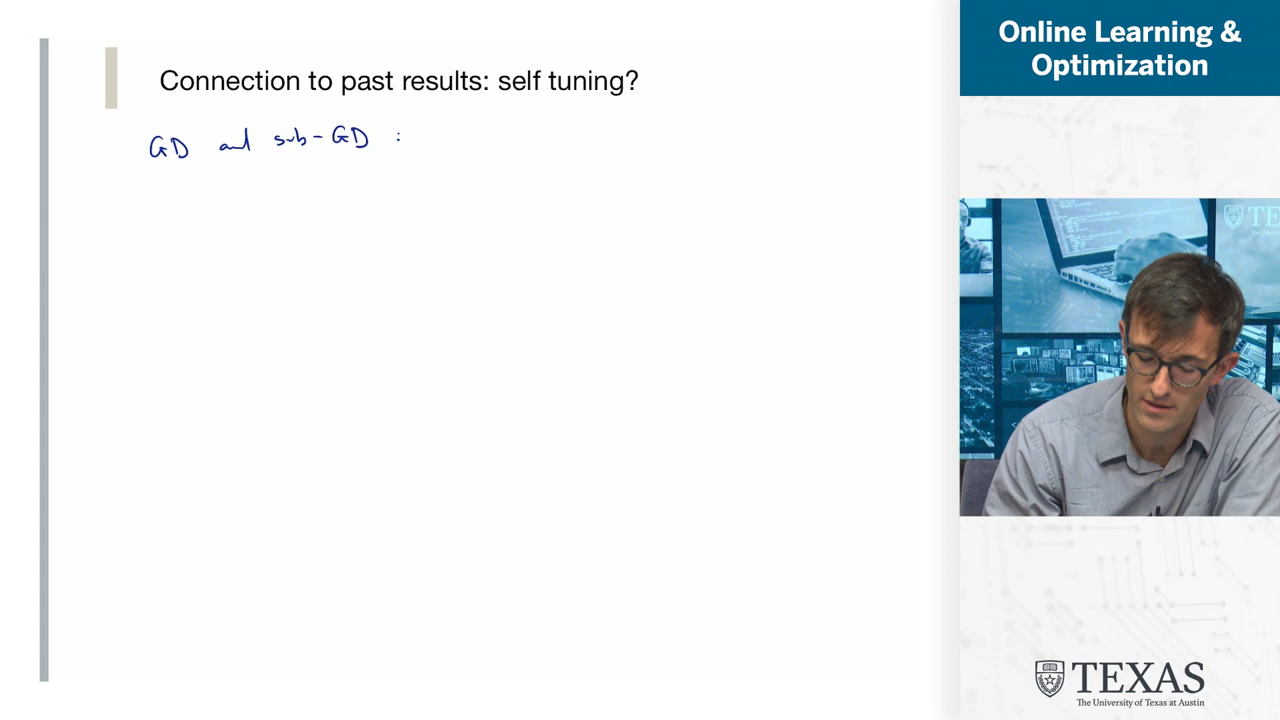 Connection to past results: self tuning?
GD and sub-GD :
Online Learning &
Optimization
TE
TEXAS
The University of Texas at Austin